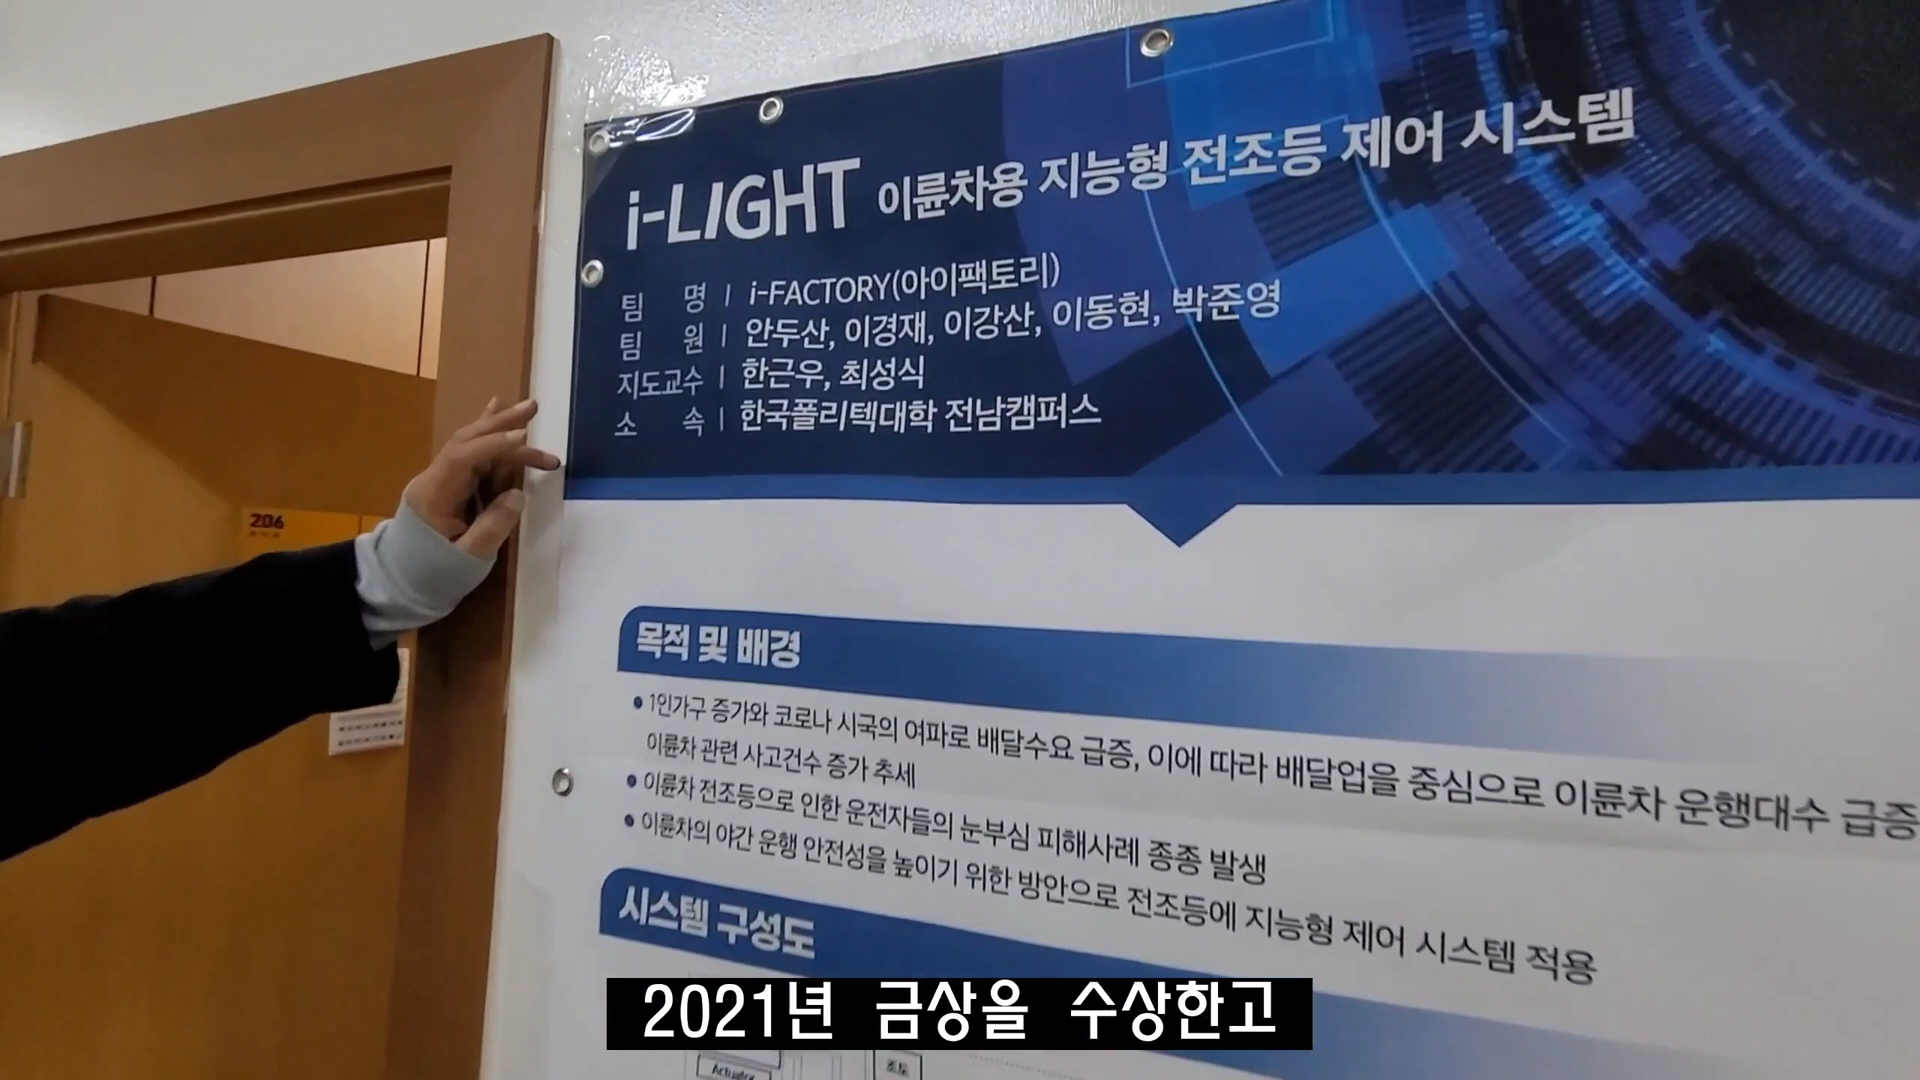 i-LIGHT 이륜차용 지능형 전조등 제어 시스템
팀 명 | i-FACTORY(아이팩토리)
팀 원 | 안두산, 이경재, 이강산, 이동현, 박준영
지도교수 | 한근우, 최성식
소 속 | 한국폴리텍대학 전남캠퍼스
206
목적 및 배경
• 1인가구 증가와 코로나 시국의 여파로 배달수요 급증, 이에 따라 배달업을 중심으로 이륜차 운행대수 급증
이륜차 관련 사고건수 증가 추세
• 이륜차 전조등으로 인한 운전자들의 눈부심 피해사례 종종 발생
• 이륜차의 야간 운행 안전성을 높이기 위한 방안으로 전조등에 지능형 제어 시스템 적용
시스템 구성도
2021년 금상을 수상한고
Actuator
조도